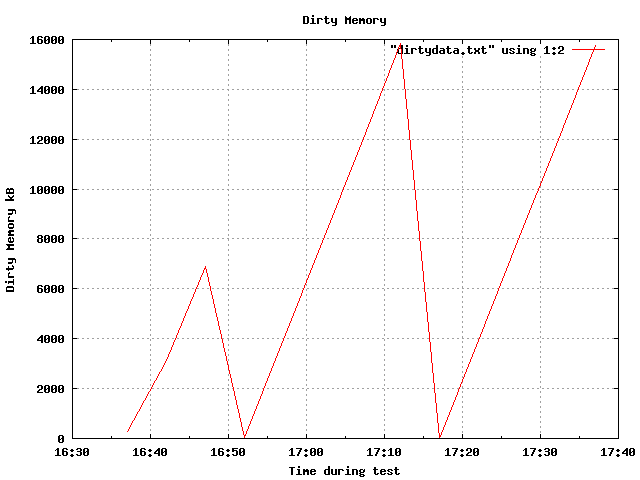 Dirty Memory
"dirtydata.txt" using 1:2
16000
14000
12000
10000
8000
6000
4000
2000
0
Dirty Memory kB
16:30 16:40 16:50 17:00 17:10 17:20 17:30 17:40
Time during test